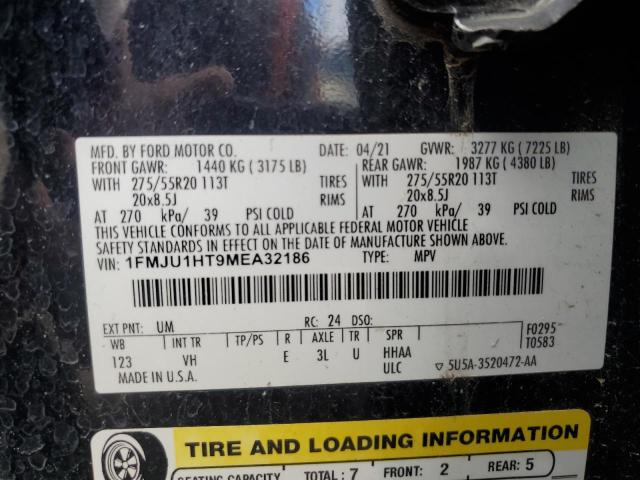 MFD. BY FORD MOTOR CO. DATE: 04/21 GVWR: 3277 KG ( 7225 LB)
FRONT GAWR: 1440 KG ( 3175 LB) REAR GAWR: 1987 KG ( 4380 LB)
WITH 275/55R20 113T TIRES WITH 275/55R20 113T TIRES
20x8.5J RIMS 20x8.5J RIMS
AT 270 kPa/ 39 PSI COLD AT 270 kPa/ 39 PSI COLD
THIS VEHICLE CONFORMS TO ALL APPLICABLE FEDERAL MOTOR VEHICLE
SAFETY STANDARDS IN EFFECT ON THE DATE OF MANUFACTURE SHOWN ABOVE.
VIN: 1FMJU1HT9MEA32186 TYPE: MPV
EXT PNT: UM RC: 24 DSO: F0295
WB INT TR TP/PS R AXLE TR SPR T0583
123 VH E 3L U HHAA
ULC ▽ 5U5A-3520472-AA
MADE IN U.S.A.
TIRE AND LOADING INFORMATION
SEATING CAPACITY TOTAL : 7 FRONT: 2 REAR: 5